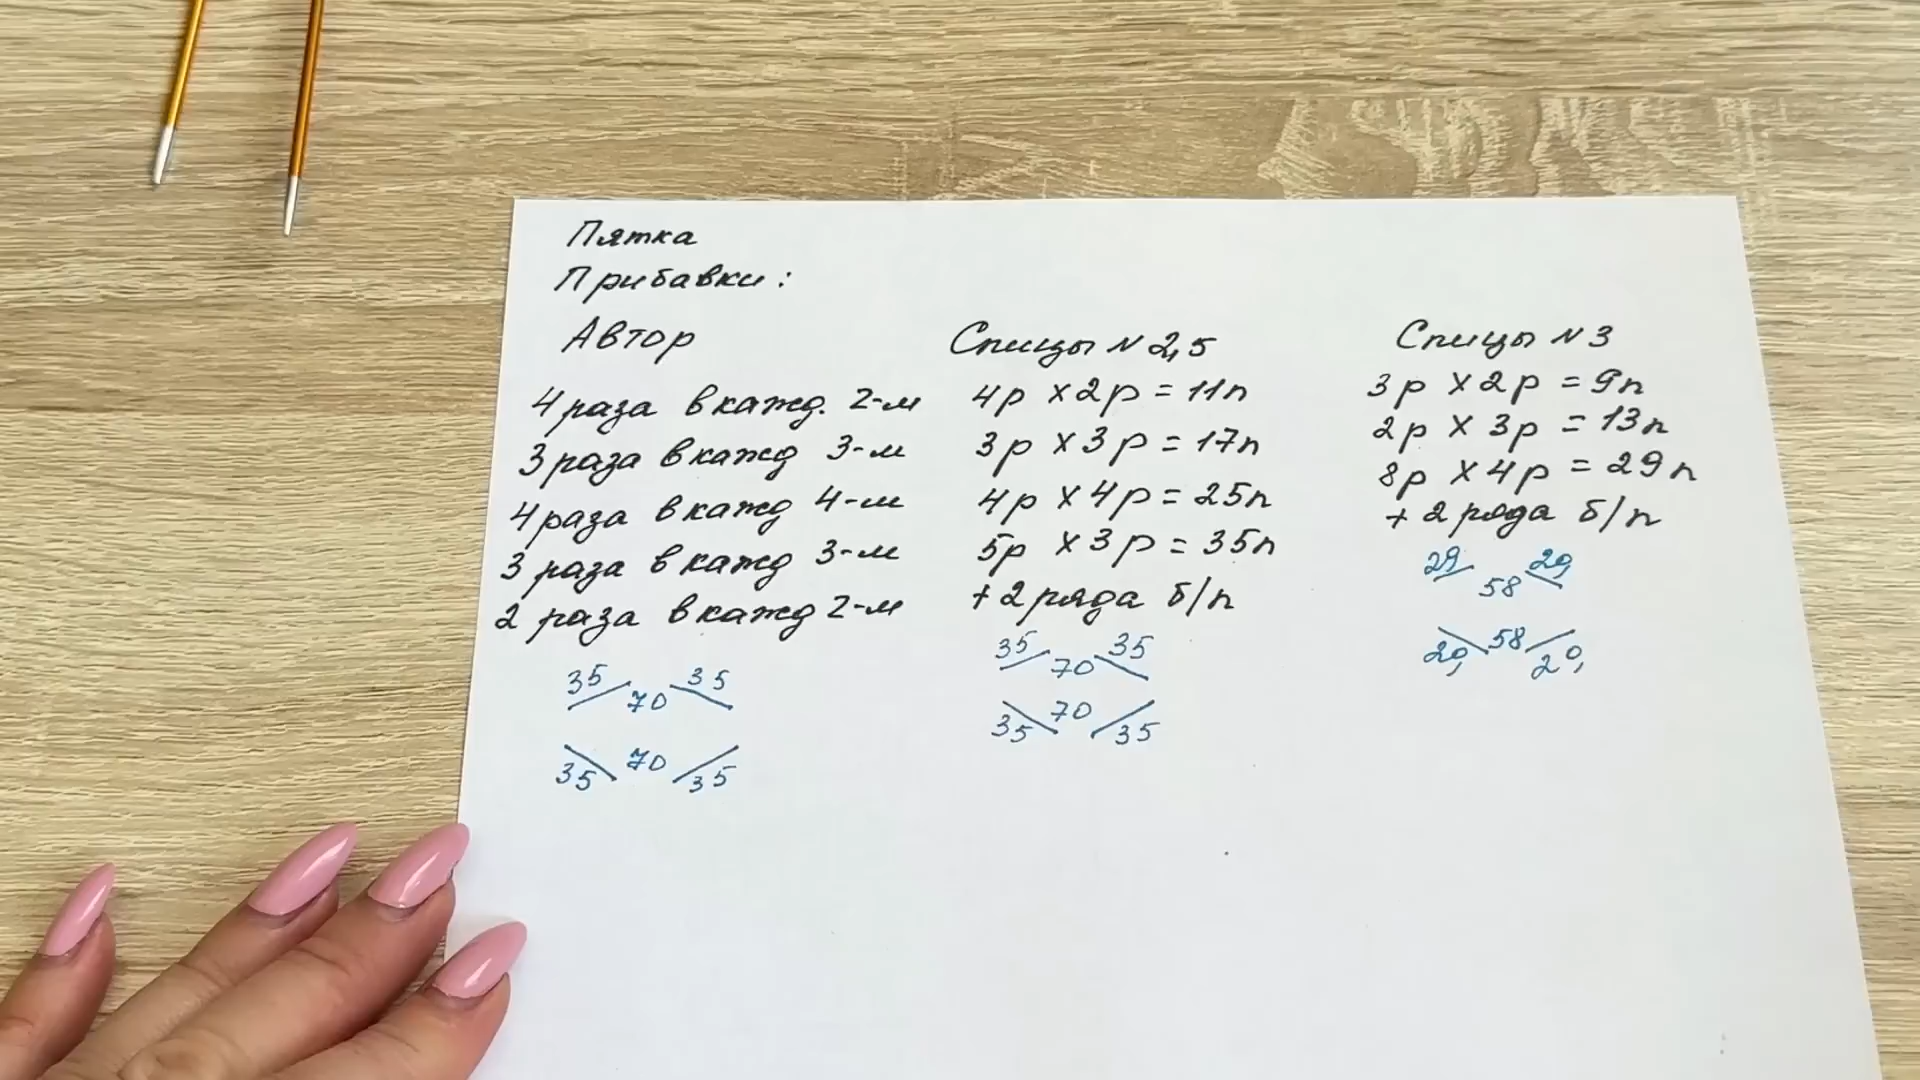 Пятка
Прибавки:
Автор
4 раза в кажд. 2-м
3 раза в кажд 3-м
4 раза в кажд 4-м
3 раза в кажд 3-м
2 раза в кажд 2-м
35 70 35
35 70 35
Спицы N 2,5
4р х 2р = 11п
3р х 3р = 17п
4р х 4р = 25п
5р х 3р = 35п
+ 2 ряда б/п
35 70 35
35 70 35
Спицы N 3
3р х 2р = 9п
2р х 3р = 13п
8р х 4р = 29п
+ 2 ряда б/п
29 58 29
29 58 29